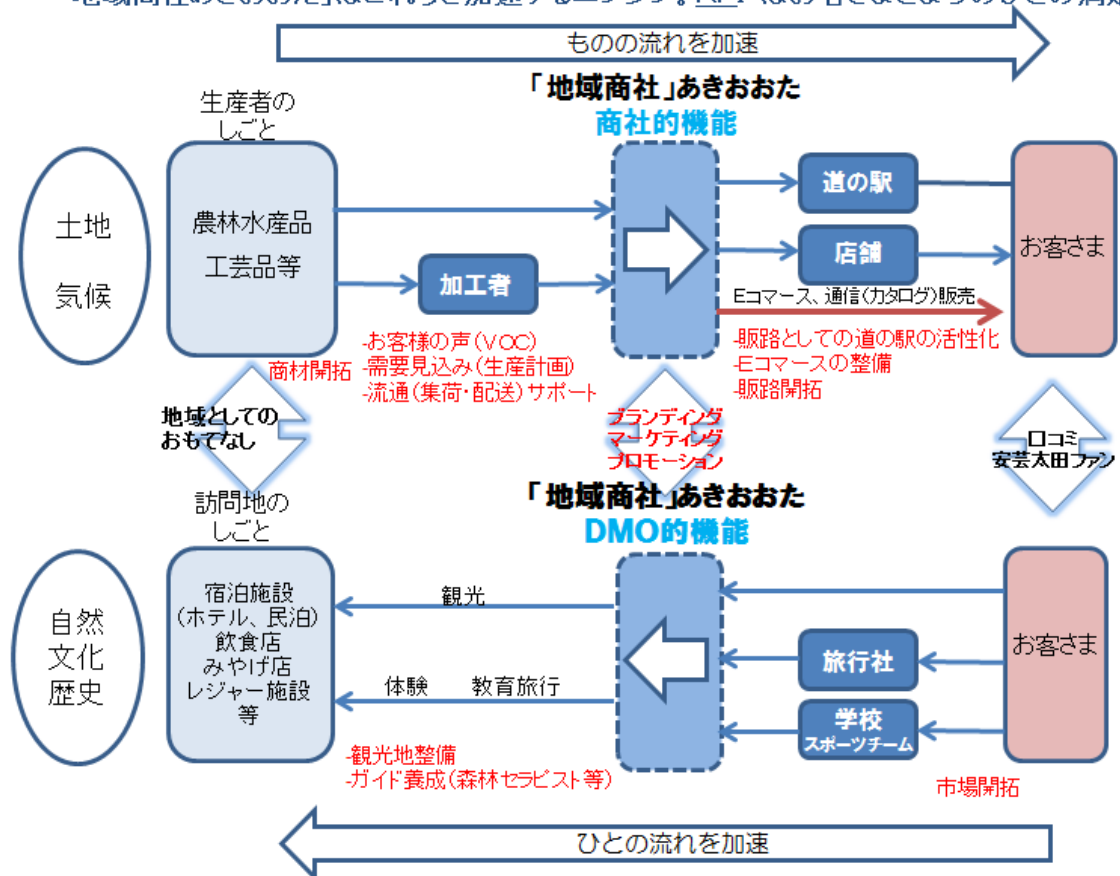 ものの流れを加速
「地域商社」あきおおた
商社的機能
生産者の
しごと
土地
気候
農林水産品
工芸品等
加工者
道の駅
店舗
Eコマース、通信(カタログ)販売
お客さま
商材開拓
-お客様の声(VOC)
-需要見込み(生産計画)
-流通(集荷・配送)サポート
-販路としての道の駅の活性化
-Eコマースの整備
-販路開拓
地域としての
おもてなし
ブランディング
マーケティング
プロモーション
口コミ
安芸太田ファン
「地域商社」あきおおた
DMO的機能
訪問地の
しごと
自然
文化
歴史
宿泊施設
(ホテル、民泊)
飲食店
みやげ店
レジャー施設
等
観光
体験 教育旅行
旅行社
学校
スポーツチーム
お客さま
-観光地整備
-ガイド養成(森林セラピスト等)
市場開拓
ひとの流れを加速